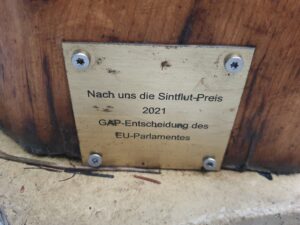 Nach uns die Sintflut-Preis
2021
GAP-Entscheidung des
EU-Parlamentes